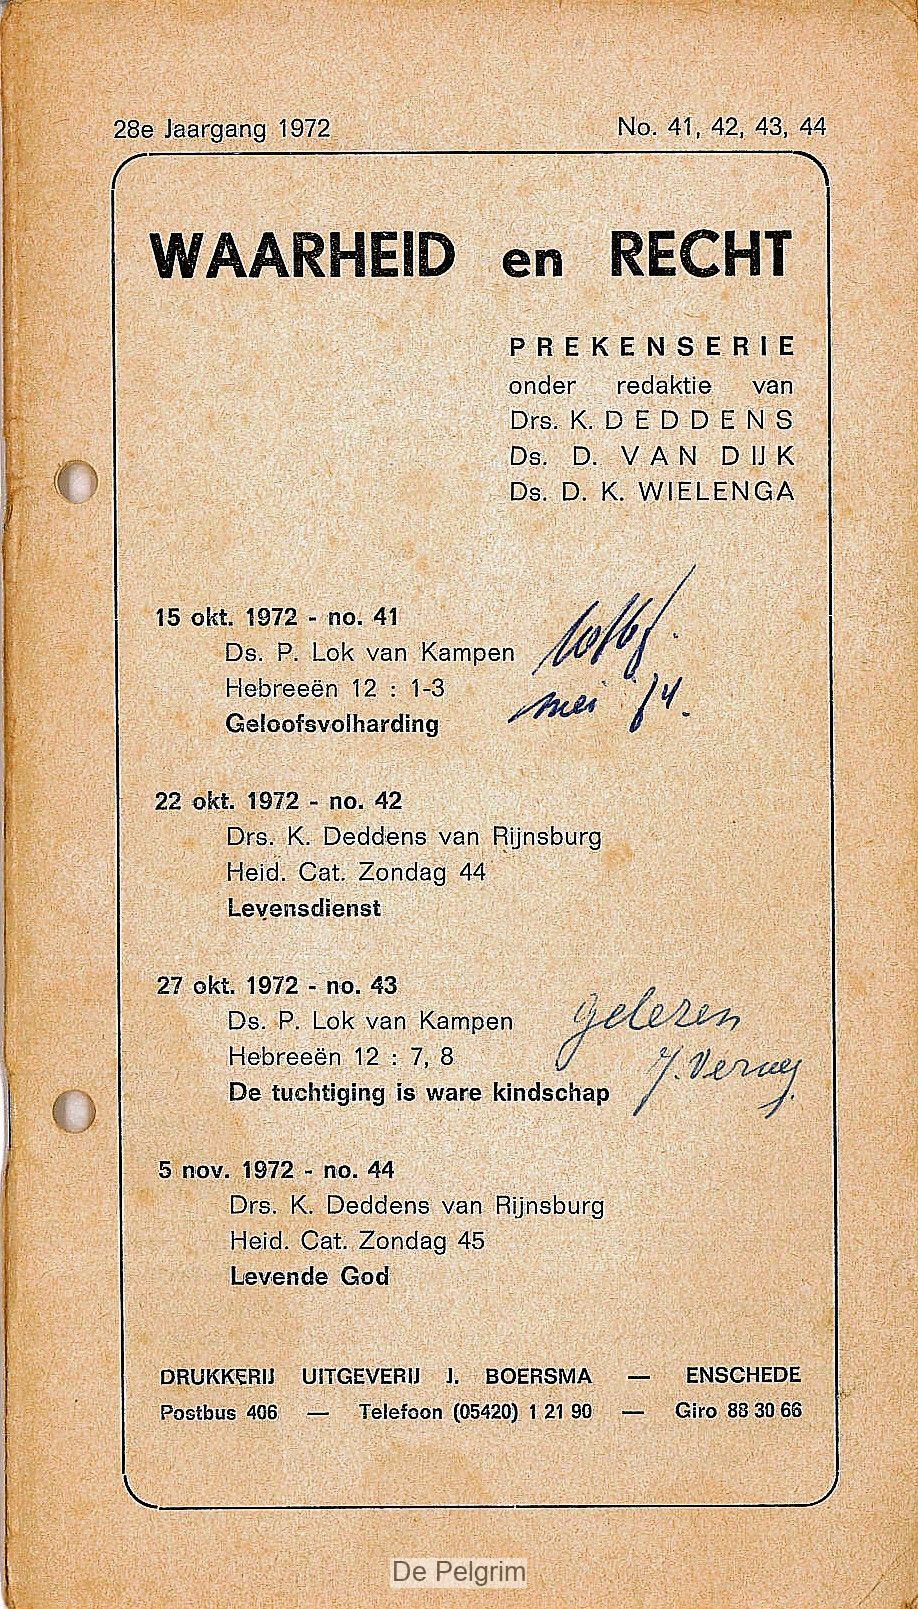 28e Jaargang 1972 No. 41, 42, 43, 44
WAARHEID en RECHT
PREKENSERIE
onder redaktie van
Drs. K. DEDDENS
Ds. D. VAN DIJK
Ds. D. K. WIELENGA
15 okt. 1972 - no. 41
Ds. P. Lok van Kampen
Hebreeën 12 : 1-3
mei '74.
Geloofsvolharding
22 okt. 1972 - no. 42
Drs. K. Deddens van Rijnsburg
Heid. Cat. Zondag 44
Levensdienst
27 okt. 1972 - no. 43
gelezen
Ds. P. Lok van Kampen
Hebreeën 12 : 7, 8
De tuchtiging is ware kindschap
5 nov. 1972 - no. 44
Drs. K. Deddens van Rijnsburg
Heid. Cat. Zondag 45
Levende God
DRUKKERIJ UITGEVERIJ J. BOERSMA — ENSCHEDE
Postbus 406 — Telefoon (05420) 1 21 90 — Giro 88 30 66
De Pelgrim